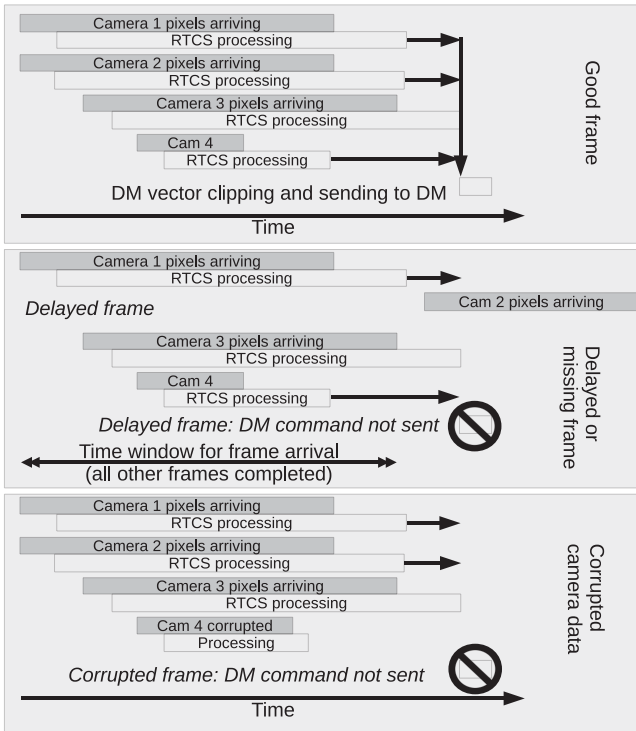 Camera 1 pixels arriving
RTCS processing
Camera 2 pixels arriving
RTCS processing
Camera 3 pixels arriving
RTCS processing
Cam 4
RTCS processing
DM vector clipping and sending to DM
Time
Good frame
Camera 1 pixels arriving
RTCS processing
Delayed frame
Cam 2 pixels arriving
Camera 3 pixels arriving
RTCS processing
Cam 4
RTCS processing
Delayed frame: DM command not sent
Time window for frame arrival
(all other frames completed)
Delayed or
missing frame
Camera 1 pixels arriving
RTCS processing
Camera 2 pixels arriving
RTCS processing
Camera 3 pixels arriving
RTCS processing
Cam 4 corrupted
Processing
Corrupted frame: DM command not sent
Time
Corrupted
camera data